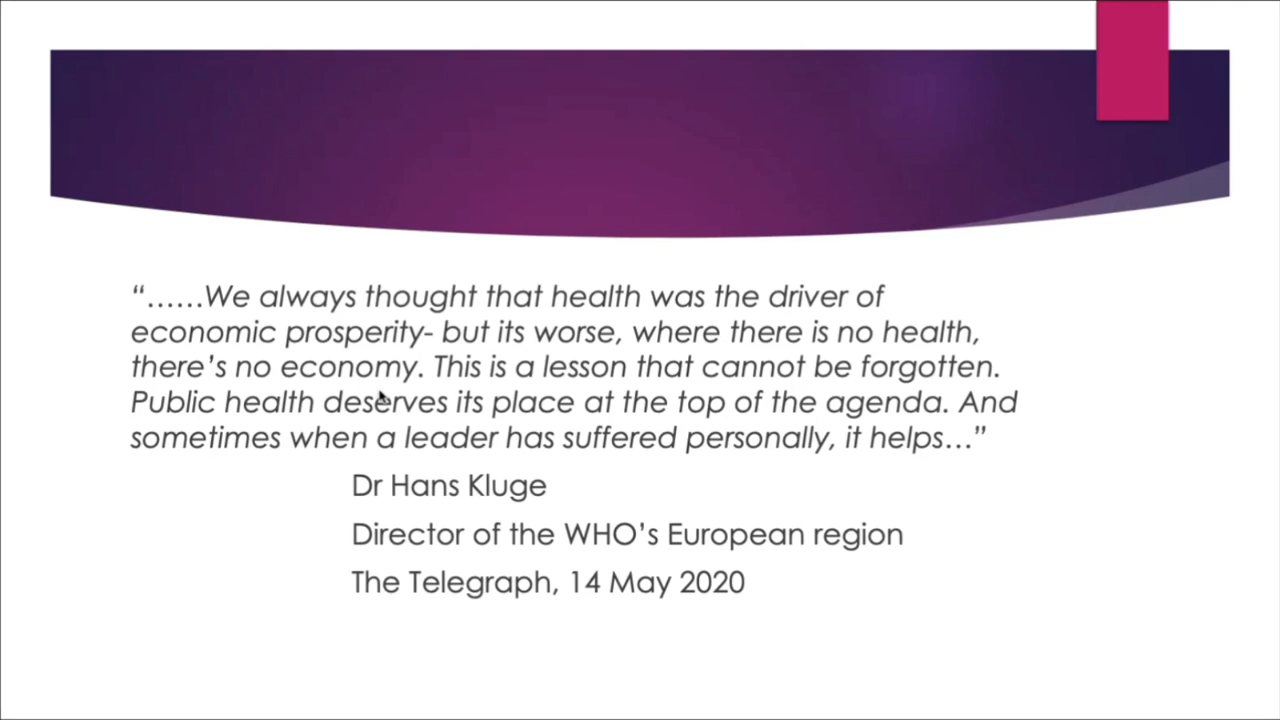 “……We always thought that health was the driver of
economic prosperity- but its worse, where there is no health,
there’s no economy. This is a lesson that cannot be forgotten.
Public health deserves its place at the top of the agenda. And
sometimes when a leader has suffered personally, it helps…”
Dr Hans Kluge
Director of the WHO’s European region
The Telegraph, 14 May 2020